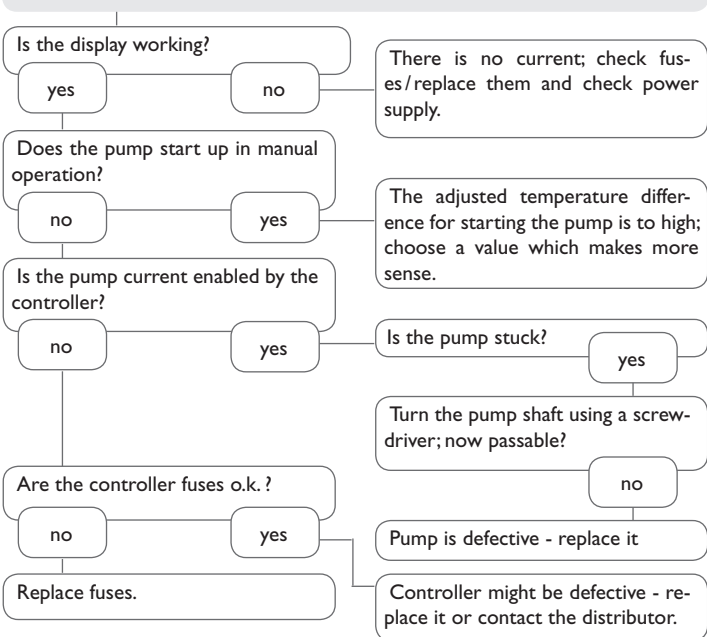 Is the display working?
yes
no
There is no current; check fus-
es/replace them and check power
supply.
Does the pump start up in manual
operation?
no
yes
The adjusted temperature differ-
ence for starting the pump is to high;
choose a value which makes more
sense.
Is the pump current enabled by the
controller?
no
yes
Is the pump stuck?
yes
Turn the pump shaft using a screw-
driver; now passable?
no
Pump is defective - replace it
Are the controller fuses o.k. ?
no
yes
Replace fuses.
Controller might be defective - re-
place it or contact the distributor.